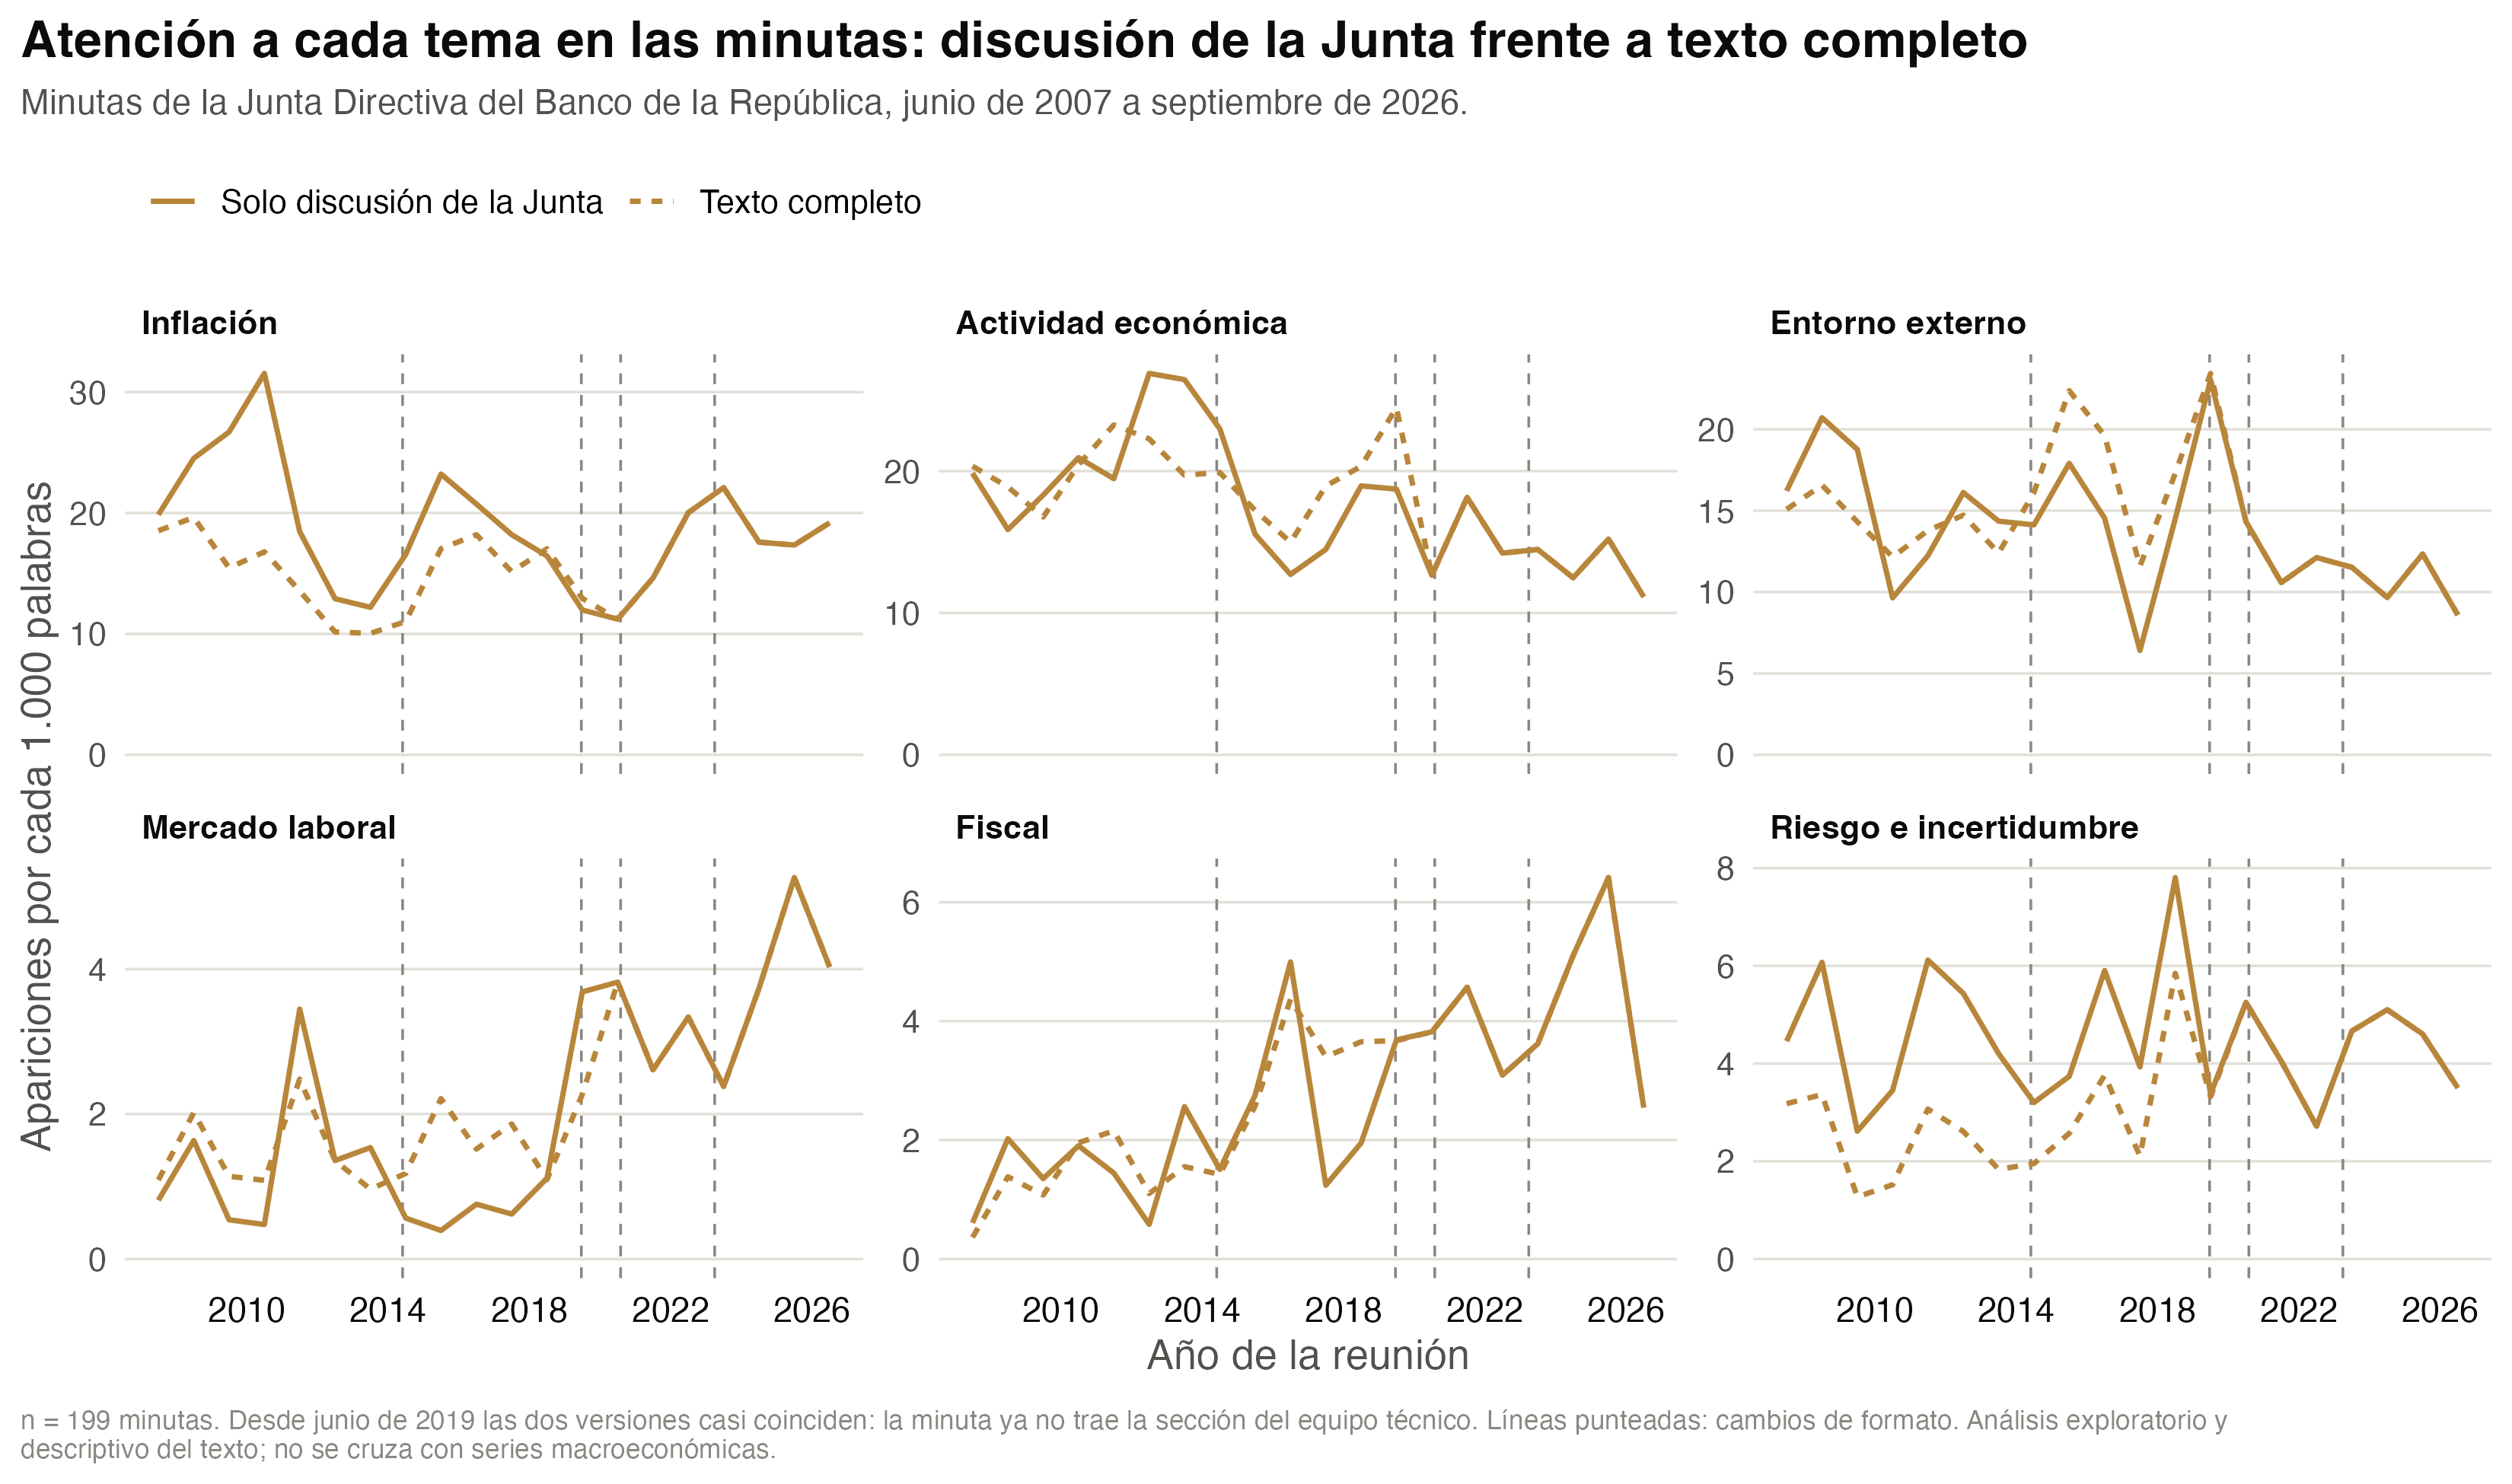 Atención a cada tema en las minutas: discusión de la Junta frente a texto completo
Minutas de la Junta Directiva del Banco de la República, junio de 2007 a septiembre de 2026.
Solo discusión de la Junta
Texto completo
Apariciones por cada 1.000 palabras
Inflación
30
20
10
0
Actividad económica
20
10
0
Entorno externo
20
15
10
5
0
Mercado laboral
4
2
0
2010 2014 2018 2022 2026
Fiscal
6
4
2
0
2010 2014 2018 2022 2026
Riesgo e incertidumbre
8
6
4
2
0
2010 2014 2018 2022 2026
Año de la reunión
n = 199 minutas. Desde junio de 2019 las dos versiones casi coinciden: la minuta ya no trae la sección del equipo técnico. Líneas punteadas: cambios de formato. Análisis exploratorio y
descriptivo del texto; no se cruza con series macroeconómicas.